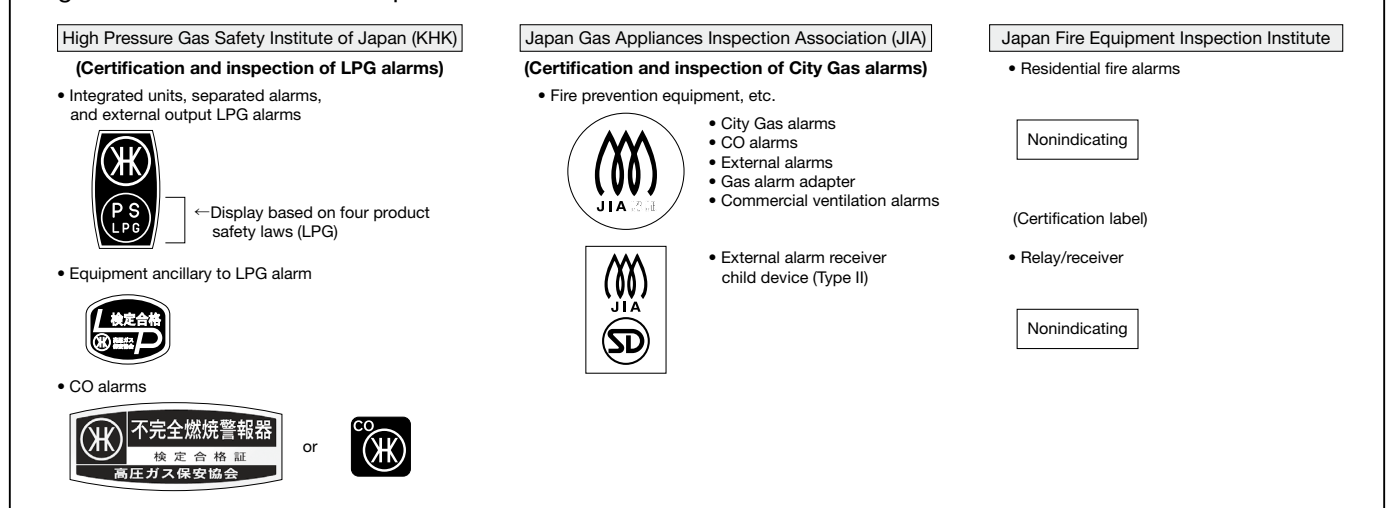 High Pressure Gas Safety Institute of Japan (KHK)
(Certification and inspection of LPG alarms)
• Integrated units, separated alarms,
and external output LPG alarms
KK
PS
LPG
←Display based on four product
safety laws (LPG)
• Equipment ancillary to LPG alarm
検定合格
LP
• CO alarms
不完全燃焼警報器
検定合格証
高圧ガス保安協会
or
CO
Japan Gas Appliances Inspection Association (JIA)
(Certification and inspection of City Gas alarms)
• Fire prevention equipment, etc.
JIA
• City Gas alarms
• CO alarms
• External alarms
• Gas alarm adapter
• Commercial ventilation alarms
JIA
SD
• External alarm receiver
child device (Type II)
Japan Fire Equipment Inspection Institute
• Residential fire alarms
Nonindicating
(Certification label)
• Relay/receiver
Nonindicating